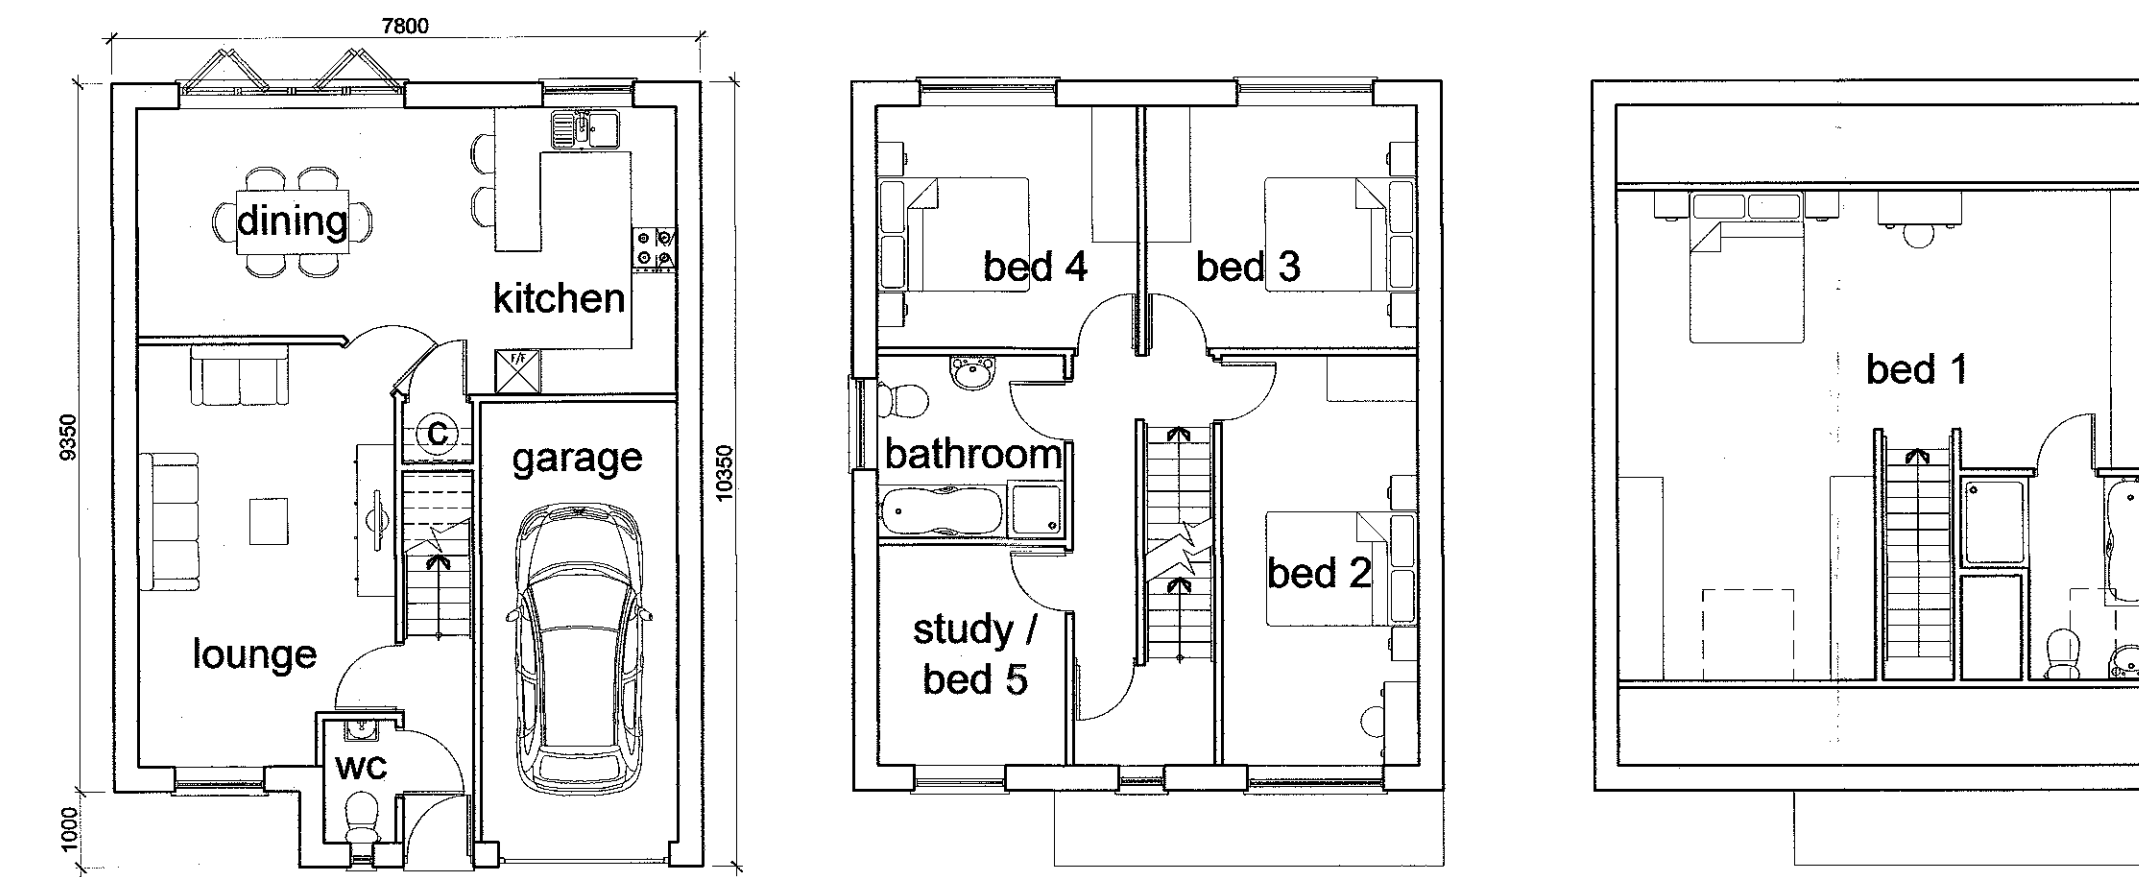 7800
dining
kitchen
F/F
9350
C
garage
10350
lounge
wc
1000
bed 4
bed 3
bathroom
bed 2
study /
bed 5
bed 1